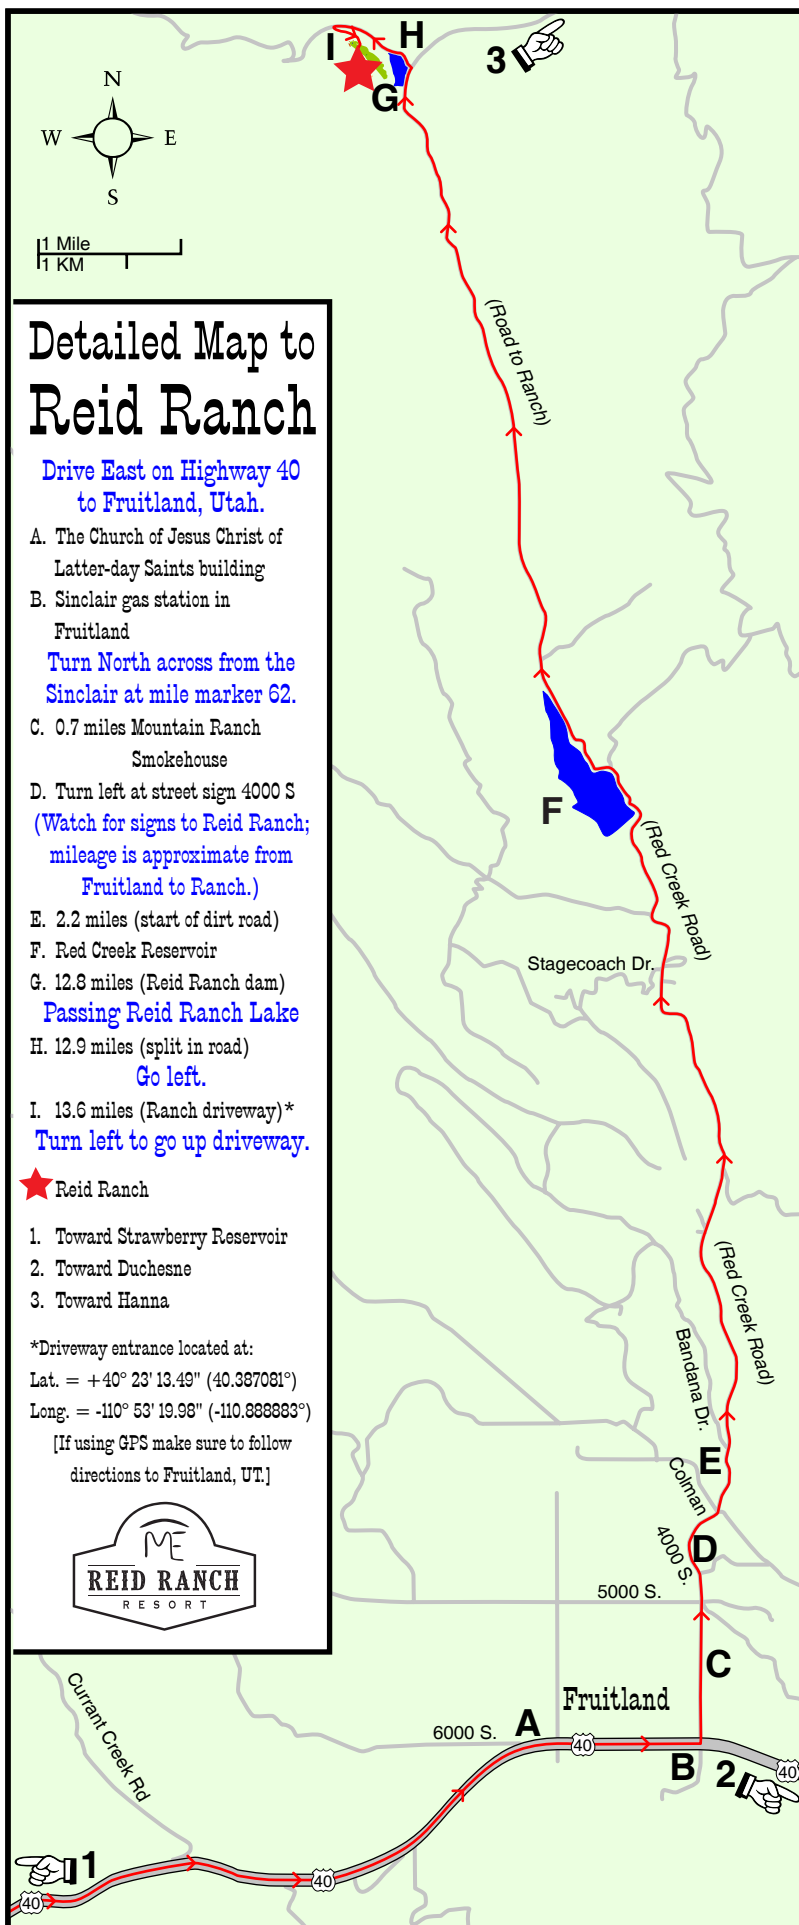 I
H
3
G
N
W
E
S
1 Mile
1 KM
(Road to Ranch)
Detailed Map to
Reid Ranch
Drive East on Highway 40
to Fruitland, Utah.
A. The Church of Jesus Christ of
Latter-day Saints building
B. Sinclair gas station in
Fruitland
Turn North across from the
Sinclair at mile marker 62.
C. 0.7 miles Mountain Ranch
Smokehouse
D. Turn left at street sign 4000 S
(Watch for signs to Reid Ranch;
mileage is approximate from
Fruitland to Ranch.)
E. 2.2 miles (start of dirt road)
F. Red Creek Reservoir
G. 12.8 miles (Reid Ranch dam)
Passing Reid Ranch Lake
H. 12.9 miles (split in road)
Go left.
I. 13.6 miles (Ranch driveway)*
Turn left to go up driveway.
Reid Ranch
1. Toward Strawberry Reservoir
2. Toward Duchesne
3. Toward Hanna
*Driveway entrance located at:
Lat. = +40° 23' 13.49" (40.387081°)
Long. = -110° 53' 19.98" (-110.888883°)
[If using GPS make sure to follow
directions to Fruitland, UT.]
ME
REID RANCH
RESORT
F
(Red Creek Road)
Stagecoach Dr.
(Red Creek Road)
Bandana Dr.
E
Colman
D
4000 S.
5000 S.
C
Fruitland
A
6000 S.
40
B
2
40
Currant Creek Rd
1
40
40